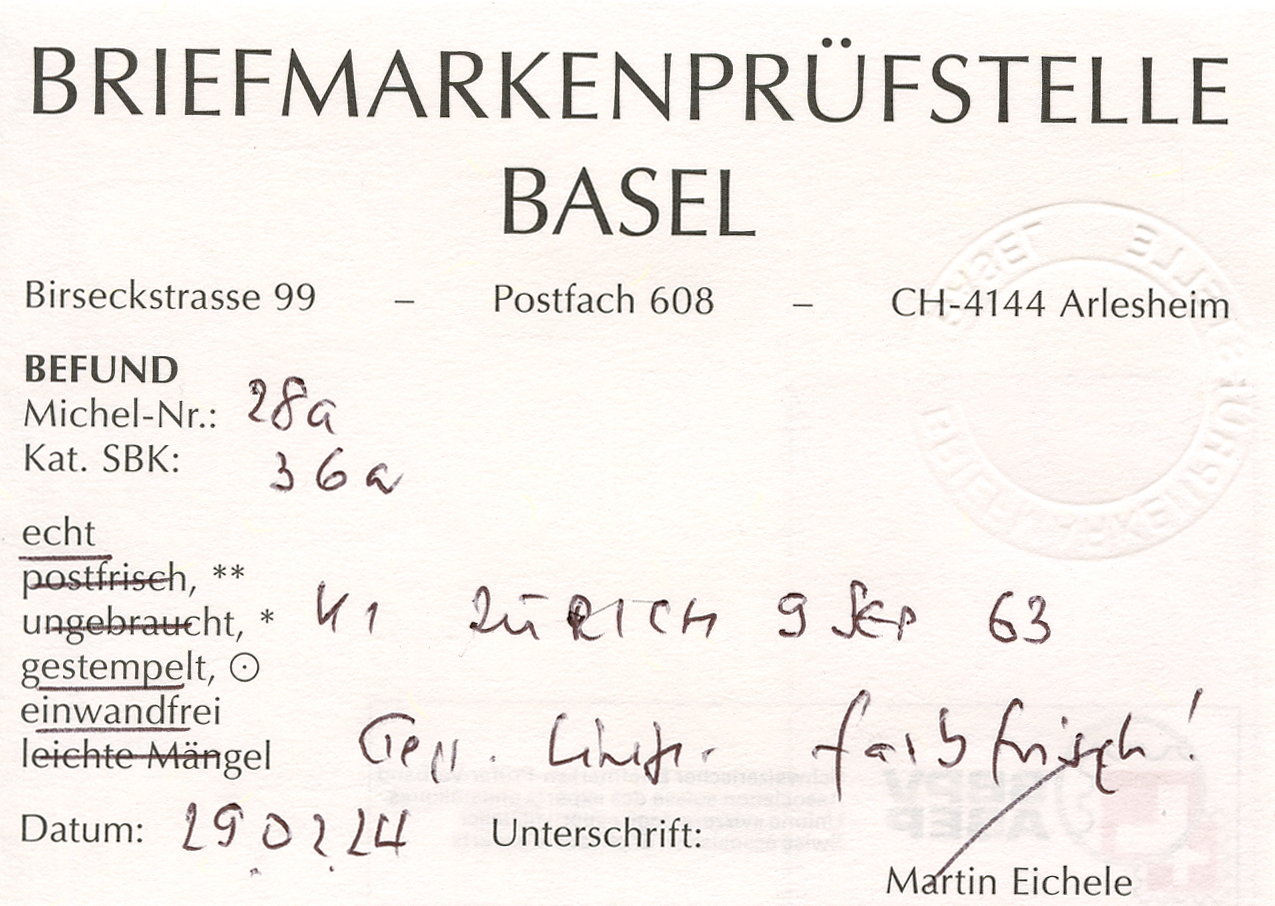 BRIEFMARKENPRÜFSTELLE
BASEL
Birseckstrasse 99 – Postfach 608 – CH-4144 Arlesheim
BEFUND
Michel-Nr.: 28a
Kat. SBK: 36a
echt
postfrisch, **
ungebraucht, * K1 ZÜRICH 9 SEP 63
gestempelt, ⊙
einwandfrei
leichte Mängel farbfrisch!
Datum: 29.02.24 Unterschrift:
Martin Eichele